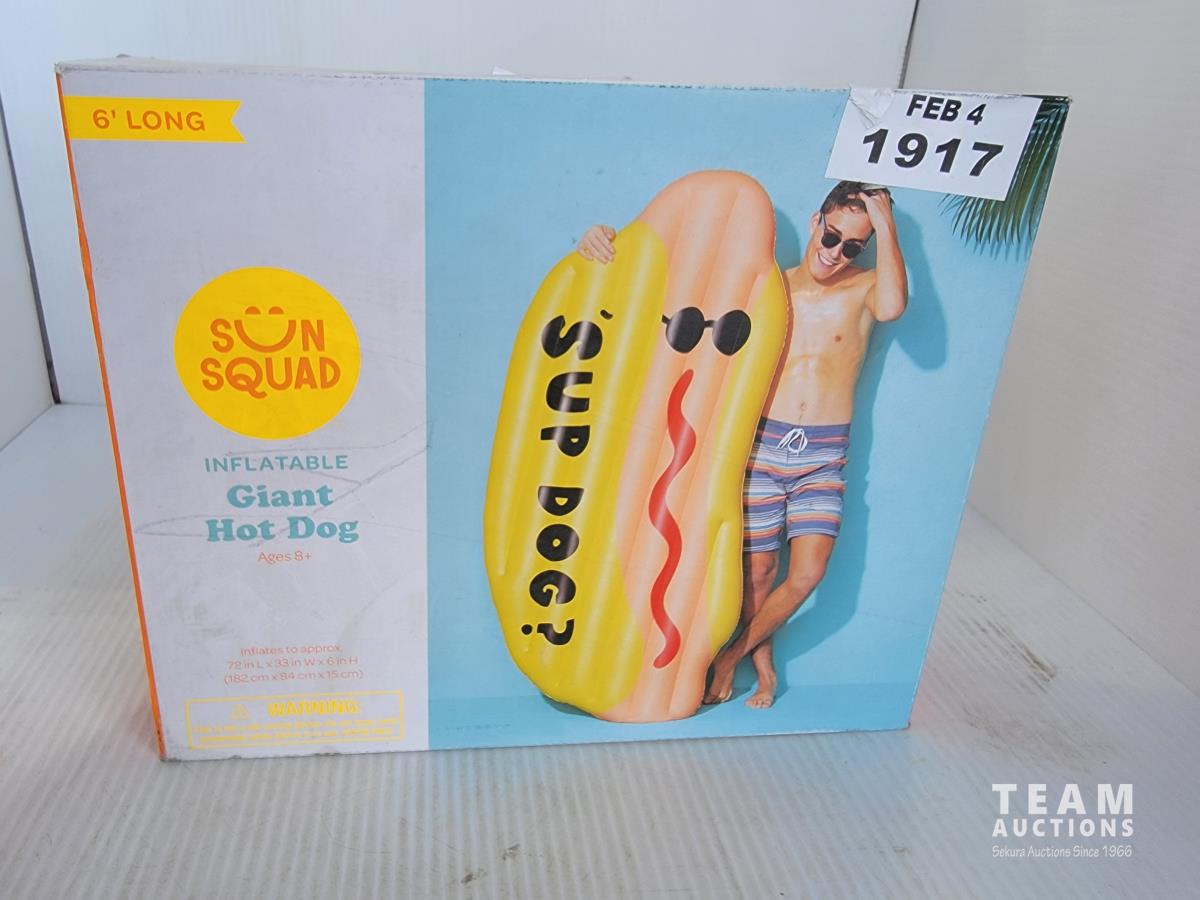 6' LONG
FEB 4
1917
SUN
SQUAD
INFLATABLE
Giant
Hot Dog
Ages 8+
'SUP DOG?
Inflates to approx.
72 in L x 33 in W x 6 in H
(182 cm x 84 cm x 15 cm)
WARNING:
TEAM
AUCTIONS
Sekura Auctions Since 1966